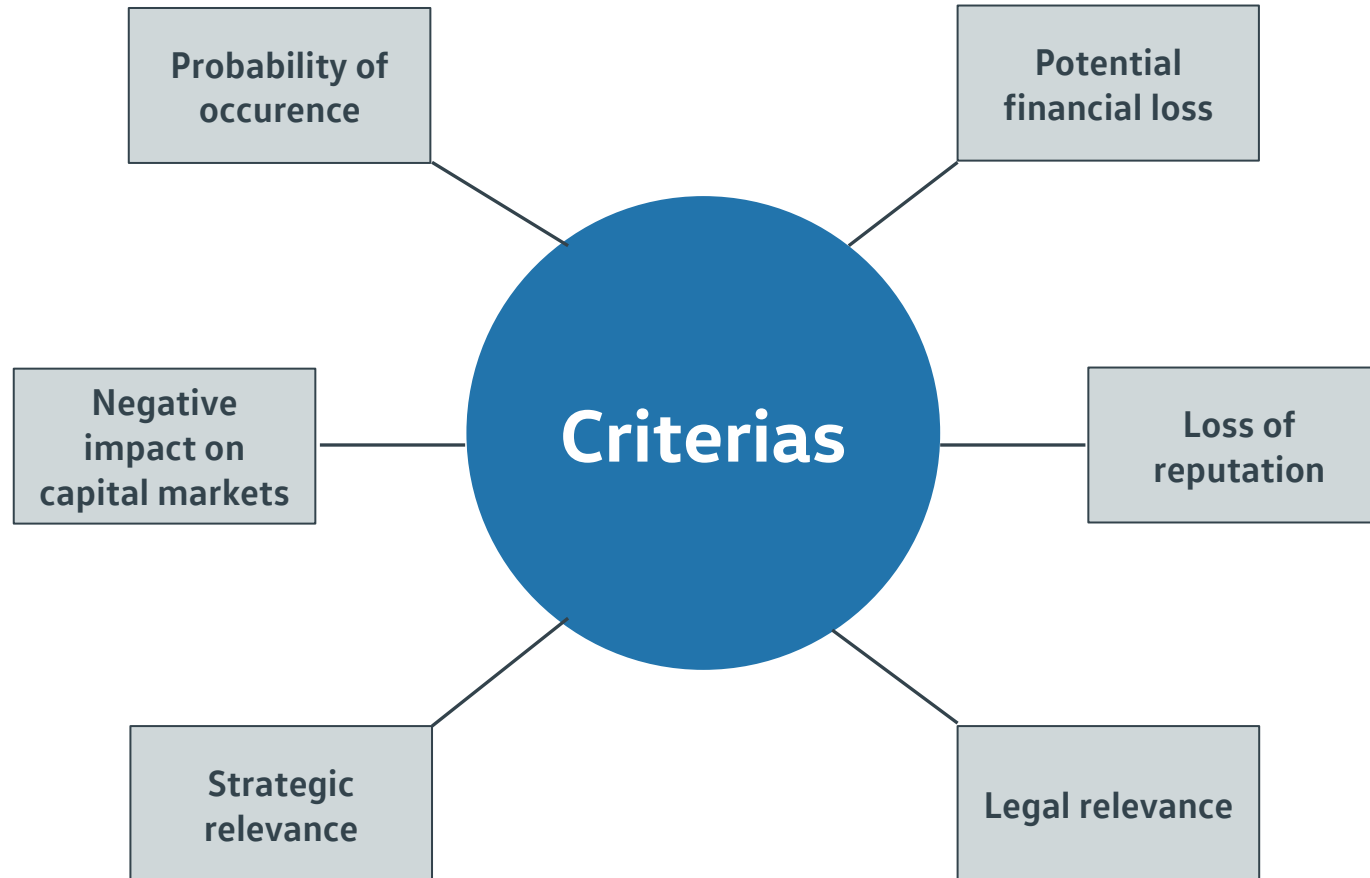 Probability of
occurence
Potential
financial loss
Negative
impact on
capital markets
Criterias
Loss of
reputation
Strategic
relevance
Legal relevance